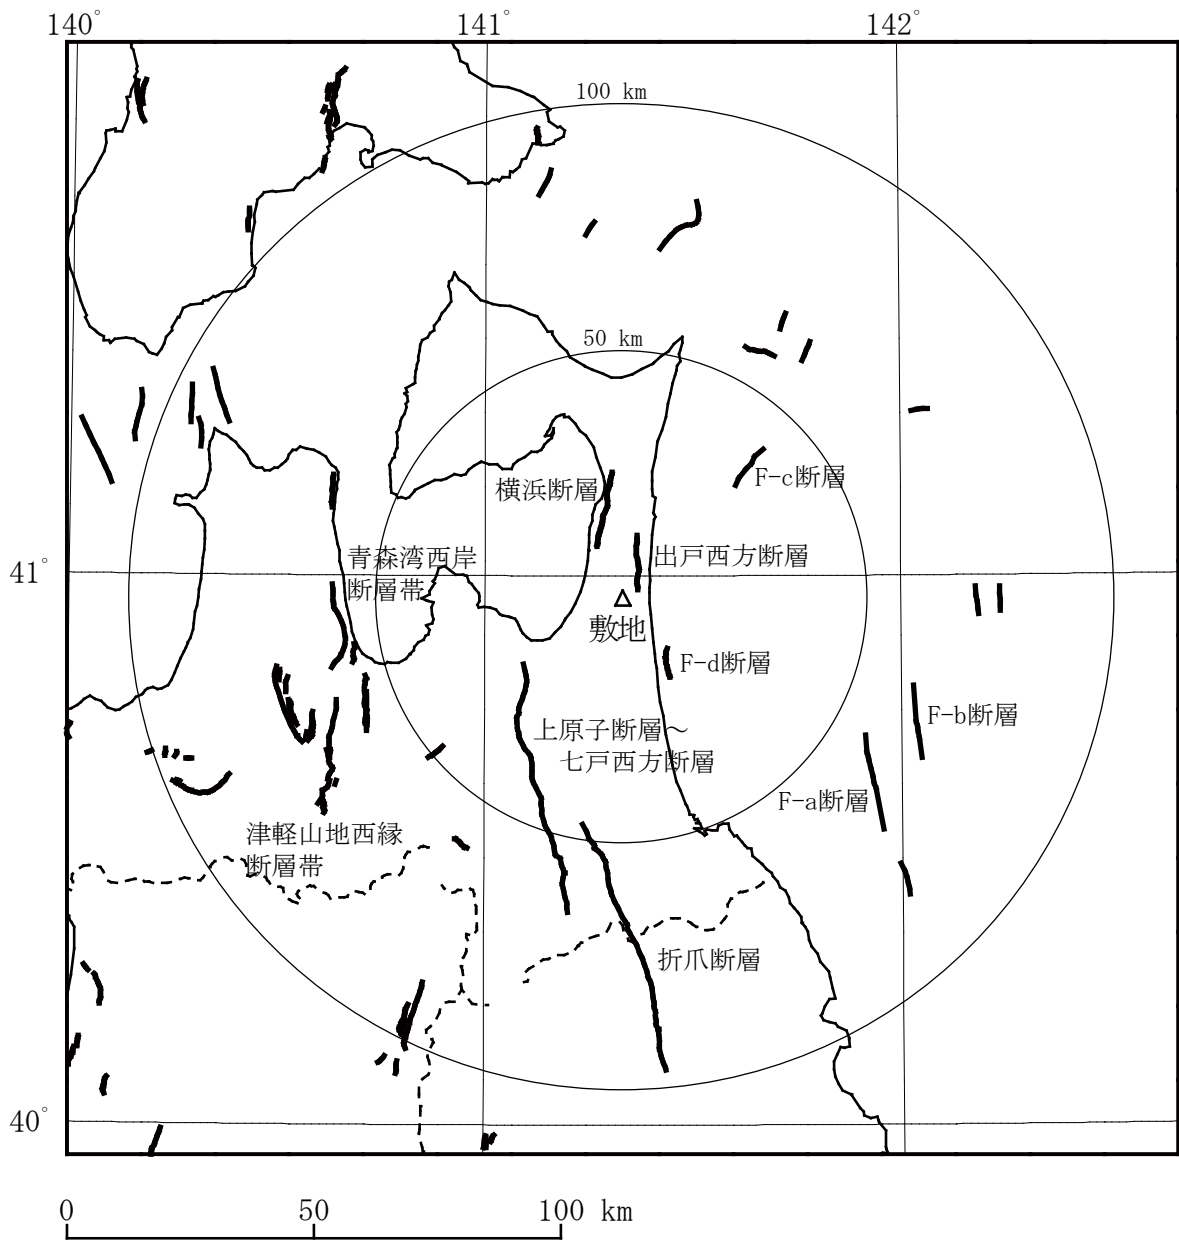 140°
141°
142°
100 km
50 km
F-c断層
横浜断層
青森湾西岸
断層帯
出戸西方断層
41°
敷地
F-d断層
F-b断層
上原子断層～
七戸西方断層
F-a断層
津軽山地西縁
断層帯
折爪断層
40°
0 50 100 km